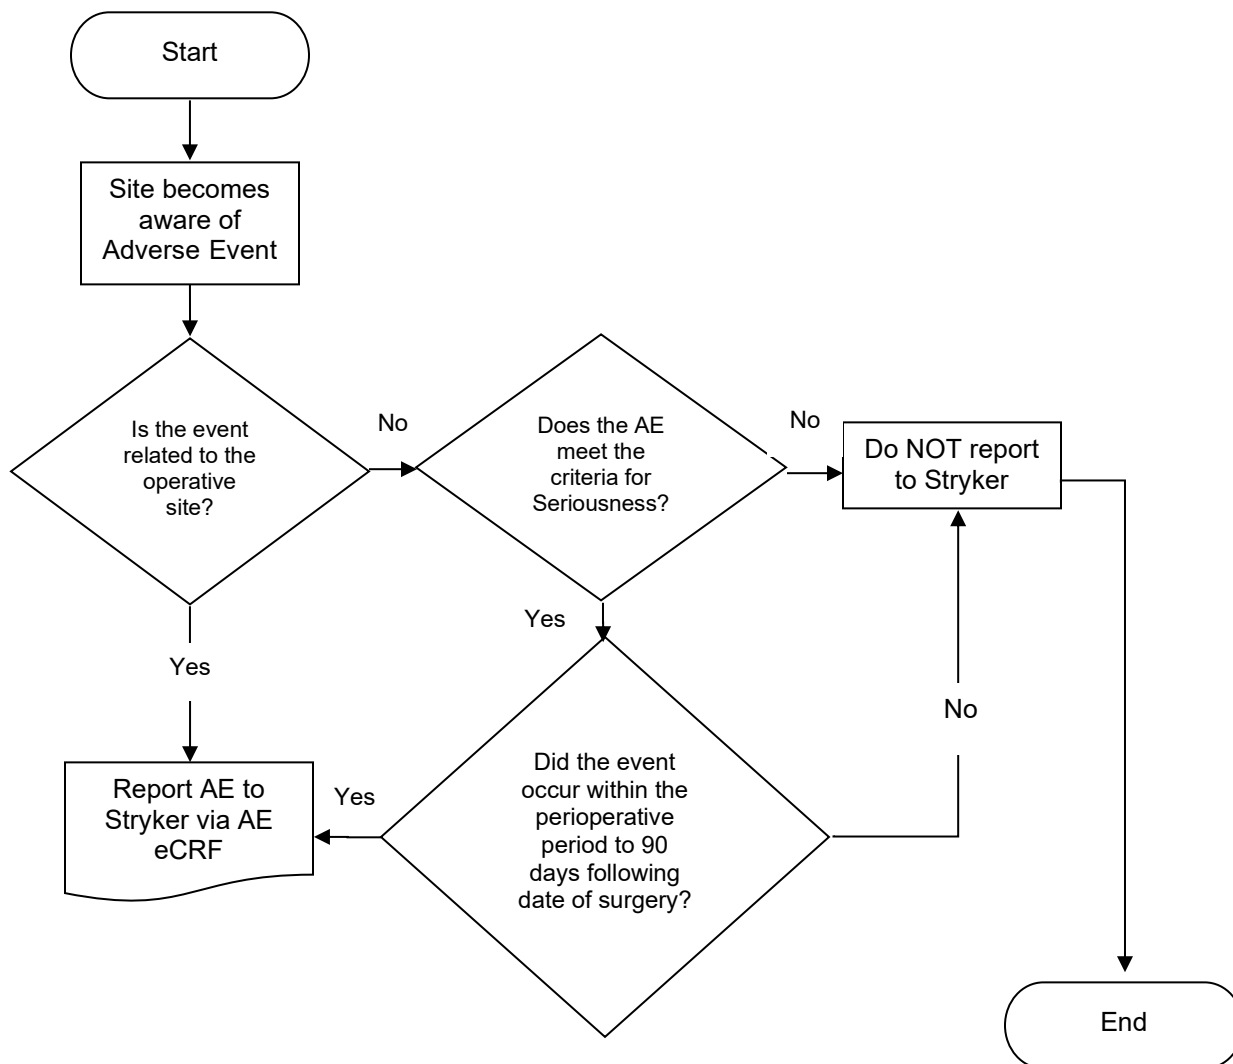 Start
Site becomes
aware of
Adverse Event
Is the event
related to the
operative
site?
No
Does the AE
meet the
criteria for
Seriousness?
No
Do NOT report
to Stryker
Yes
Yes
No
Report AE to
Stryker via AE
eCRF
Yes
Did the event
occur within the
perioperative
period to 90
days following
date of surgery?
End